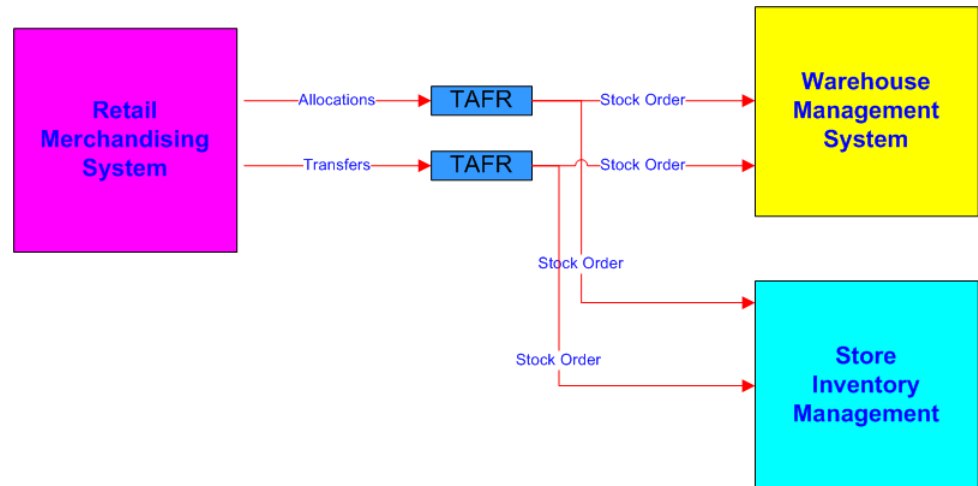 Retail
Merchandising
System
Allocations
TAFR
Stock Order
Transfers
TAFR
Stock Order
Warehouse
Management
System
Stock Order
Stock Order
Store
Inventory
Management